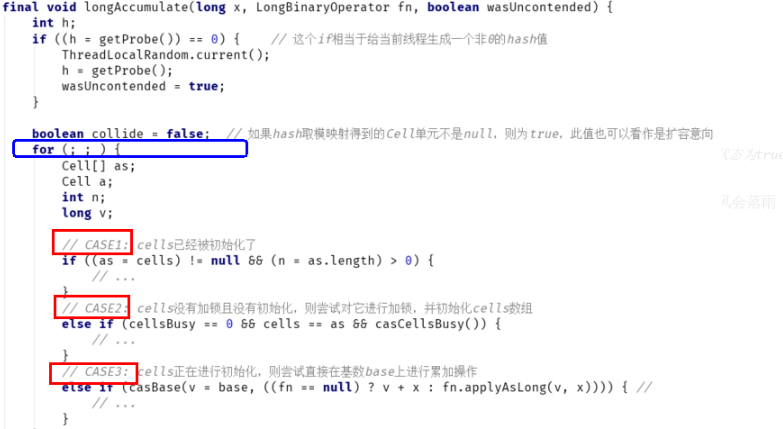 final void longAccumulate(long x, LongBinaryOperator fn, boolean wasUncontended) {
int h;
if ((h = getProbe()) == 0) { // 这个if相当于给当前线程生成一个非0的hash值
ThreadLocalRandom.current();
h = getProbe();
wasUncontended = true;
}
boolean collide = false; // 如果hash取模映射得到的Cell单元不是null，则为true，此值也可以看作是扩容意向
for (; ; ) {
态为true
Cell[] as;
Cell a;
int n;
风会落雨
long v;
// CASE1: cells已经被初始化了
if ((as = cells) != null && (n = as.length) > 0) {
// ...
}
// CASE2: cells没有加锁且没有初始化，则尝试对它进行加锁，并初始化cells数组
else if (cellsBusy == 0 && cells == as && casCellsBusy()) {
// ...
}
// CASE3: cells正在进行初始化，则尝试直接在基数base上进行累加操作
else if (casBase(v = base, ((fn == null) ? v + x : fn.applyAsLong(v, x)))) { //
// ...
}